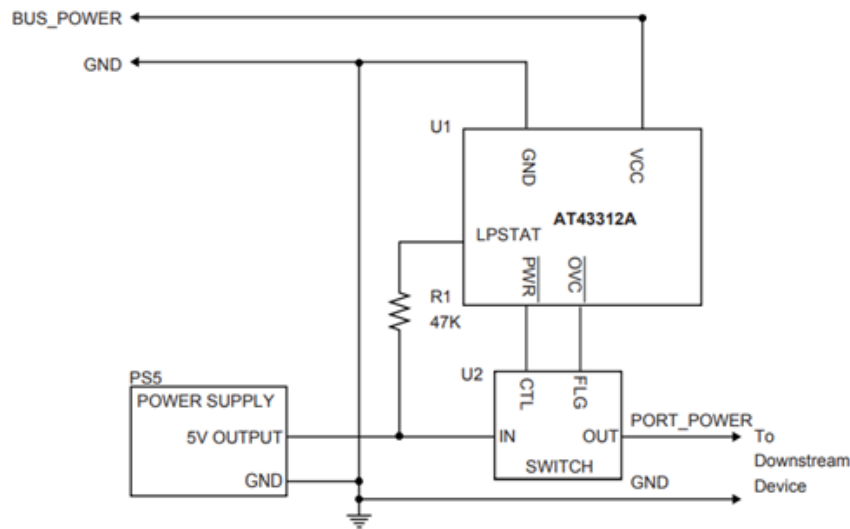 BUS_POWER
GND
U1
GND
VCC
AT43312A
LPSTAT
PWR
OVC
R1
47K
PS5
POWER SUPPLY
5V OUTPUT
GND
U2
CTL
FLG
IN
OUT
SWITCH
PORT_POWER
GND
To
Downstream
Device